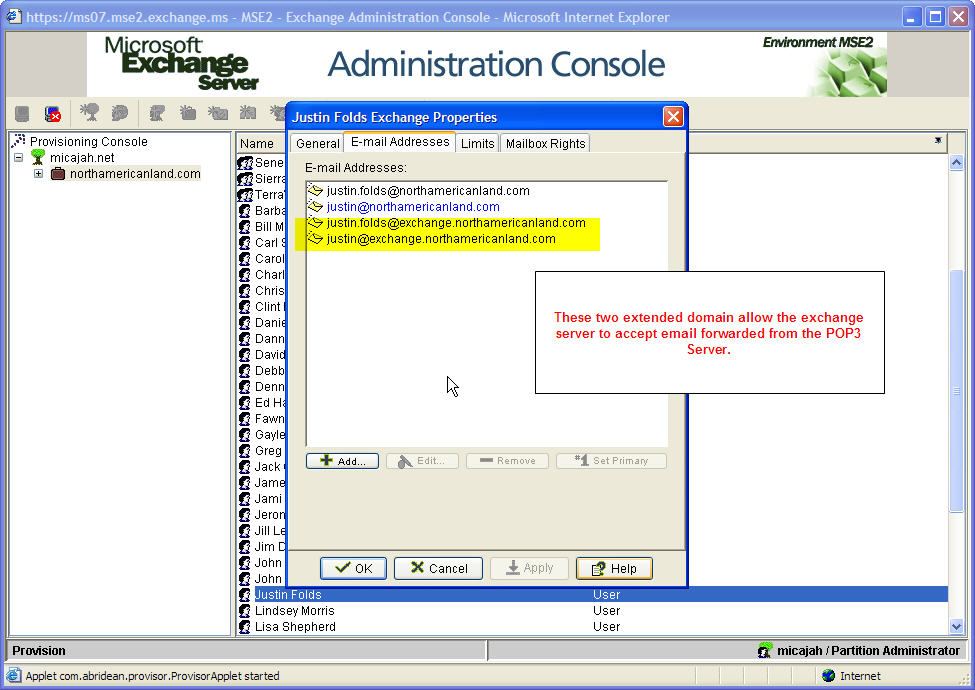 https://ms07.mse2.exchange.ms - MSE2 - Exchange Administration Console - Microsoft Internet Explorer
Microsoft
Exchange
Server
Administration Console
Environment MSE2
Provisioning Console
micajah.net
northamericanland.com
Name
Sene
Sierra
Terra
Barba
Bill M
Carl S
Carol
Charl
Chris
Clint
Danie
Dann
David
Debb
Denn
Ed Ha
Fawn
Gayle
Greg
Jack
Jame
Jami
Jeron
Jill Le
Jim D
John
John
Justin Folds User
Lindsey Morris User
Lisa Shepherd User
Justin Folds Exchange Properties
General E-mail Addresses Limits Mailbox Rights
E-mail Addresses:
justin.folds@northamericanland.com
justin@northamericanland.com
justin.folds@exchange.northamericanland.com
justin@exchange.northamericanland.com
These two extended domain allow the exchange
server to accept email forwarded from the POP3
Server.
Add... Edit... Remove #1 Set Primary
OK Cancel Apply Help
Provision
micajah / Partition Administrator
Applet com.abridean.provisor.ProvisorApplet started
Internet